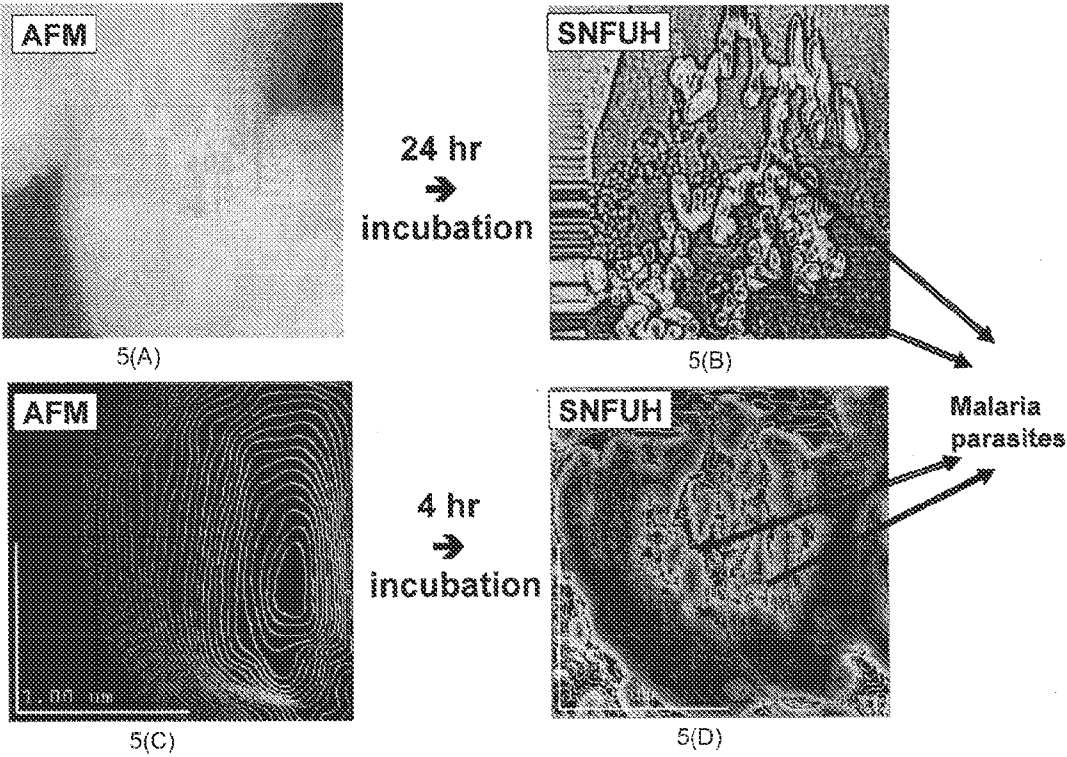 AFM
SNFUH
24 hr
➔
incubation
5(A)
5(B)
AFM
SNFUH
Malaria
parasites
4 hr
➔
incubation
5(C)
5(D)